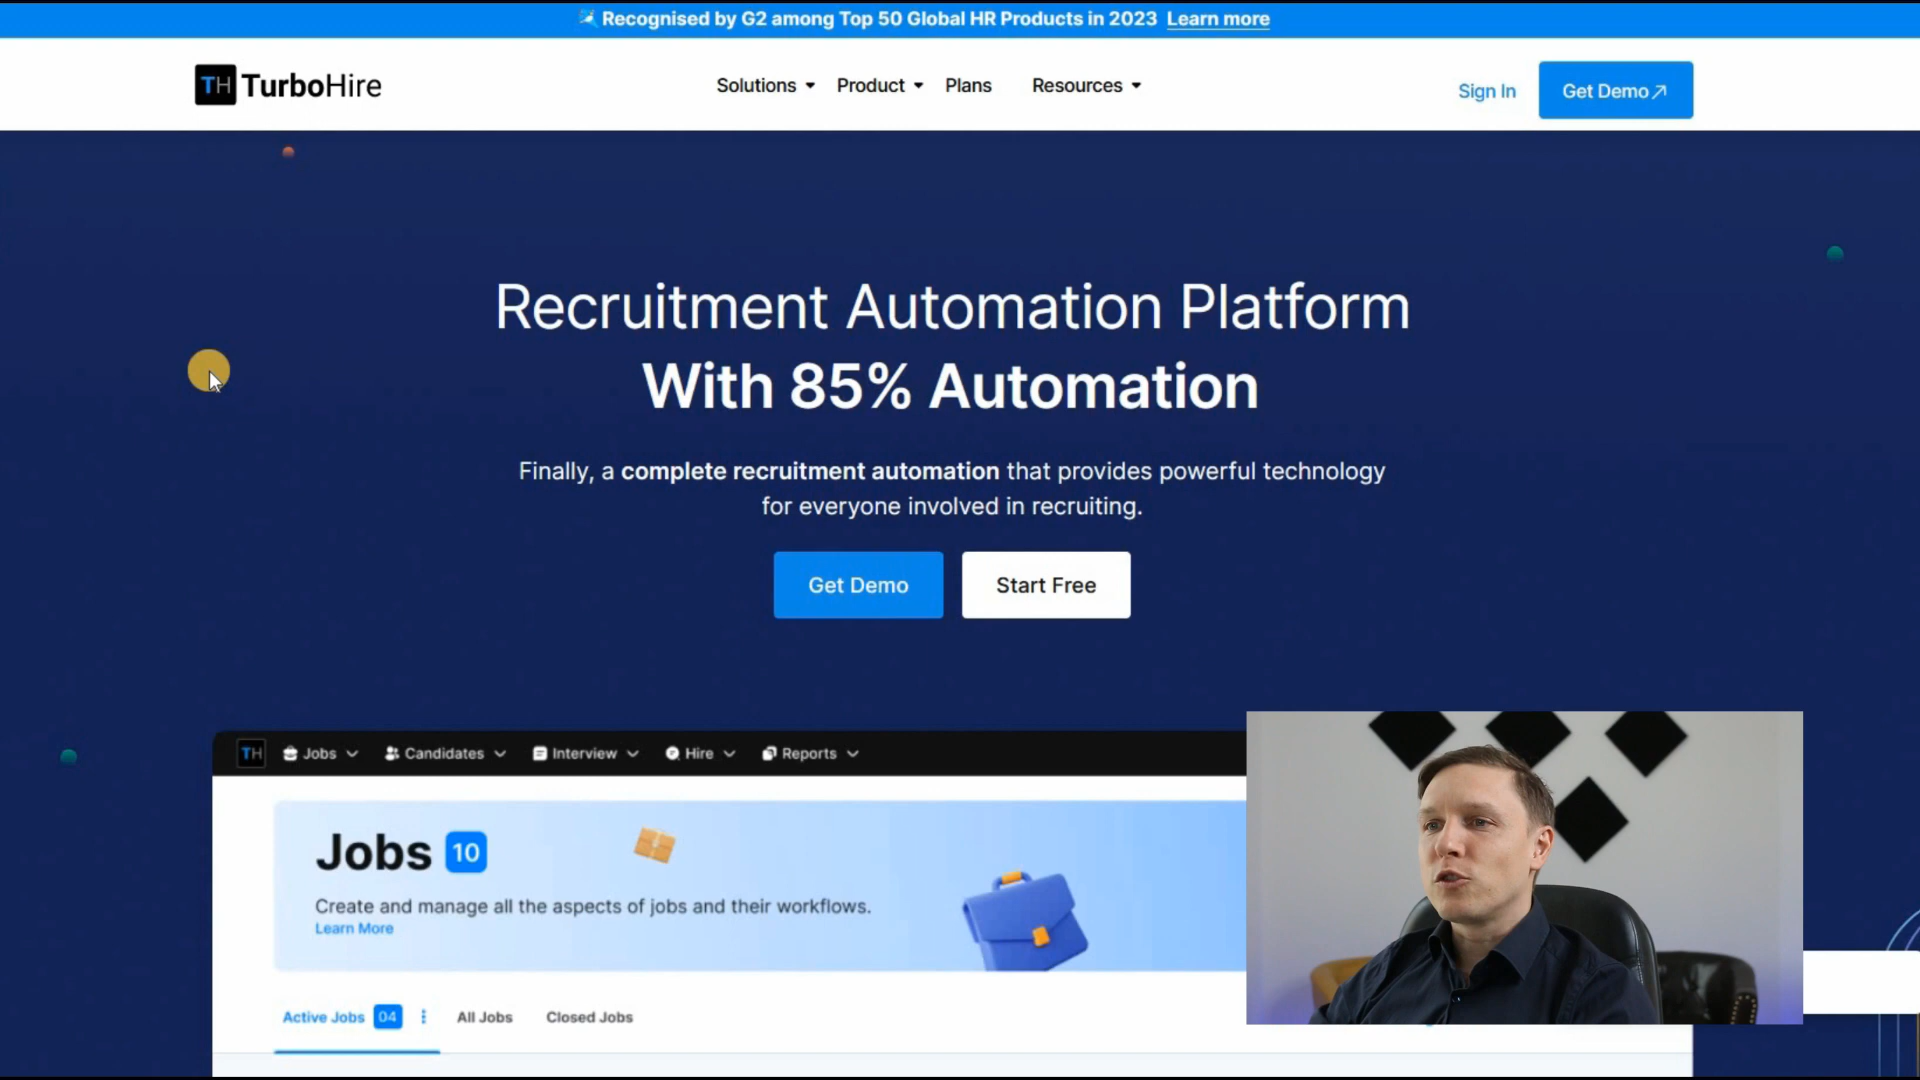 Recognised by G2 among Top 50 Global HR Products in 2023 Learn more
TH TurboHire
Solutions Product Plans Resources
Sign In Get Demo
Recruitment Automation Platform
With 85% Automation
Finally, a complete recruitment automation that provides powerful technology
for everyone involved in recruiting.
Get Demo Start Free
TH Jobs Candidates Interview Hire Reports
Jobs 10
Create and manage all the aspects of jobs and their workflows.
Learn More
Active Jobs 04 All Jobs Closed Jobs